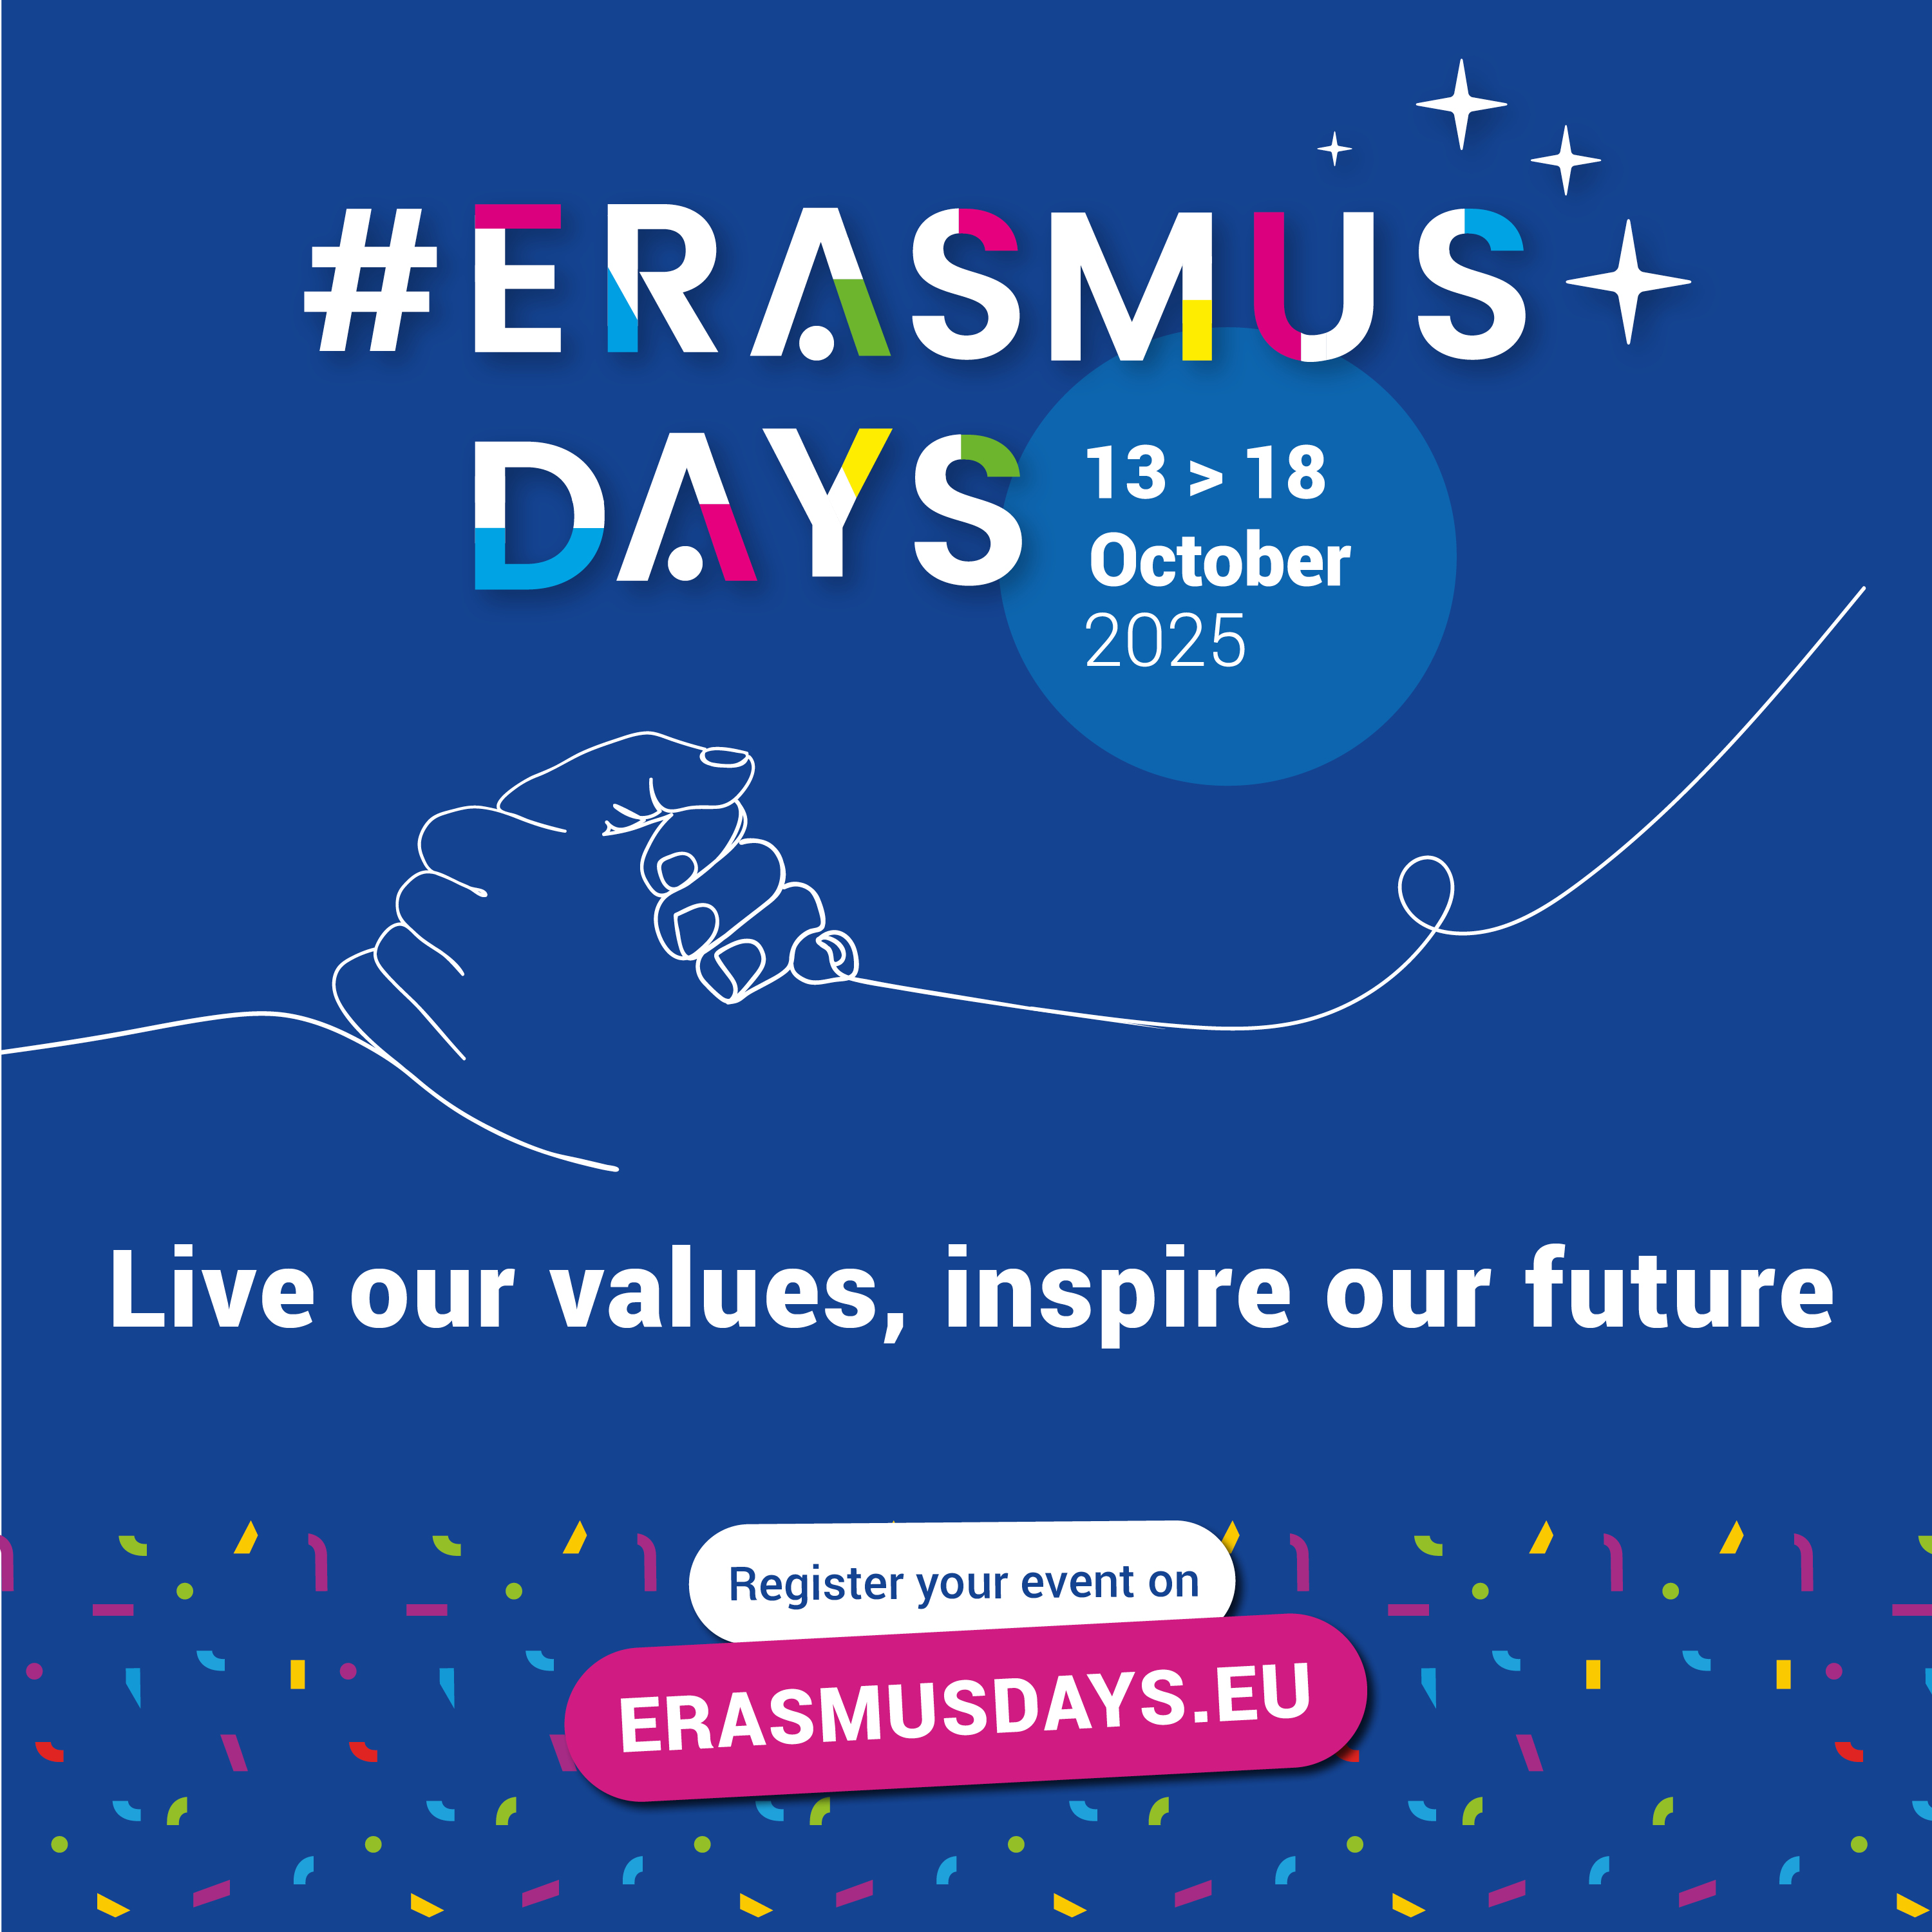 #ERASMUS
DAYS
13 > 18
October
2025
Live our values, inspire our future
Register your event on
ERASMUSDAYS.EU